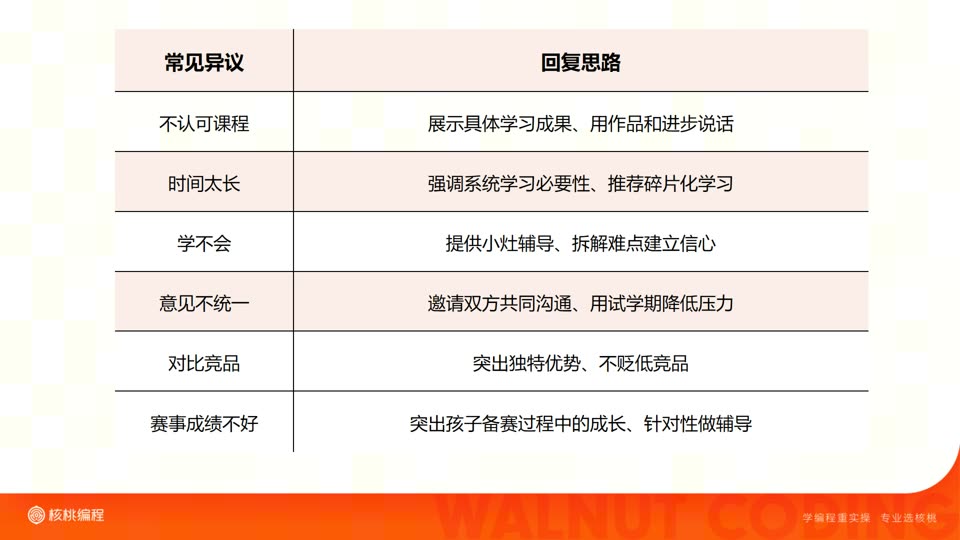 常见异议 回复思路
不认可课程 展示具体学习成果、用作品和进步说话
时间太长 强调系统学习必要性、推荐碎片化学习
学不会 提供小灶辅导、拆解难点建立信心
意见不统一 邀请双方共同沟通、用试学期降低压力
对比竞品 突出独特优势、不贬低竞品
赛事成绩不好 突出孩子备赛过程中的成长、针对性做辅导
WALNUT CODING
核桃编程 学编程重实操 专业选核桃